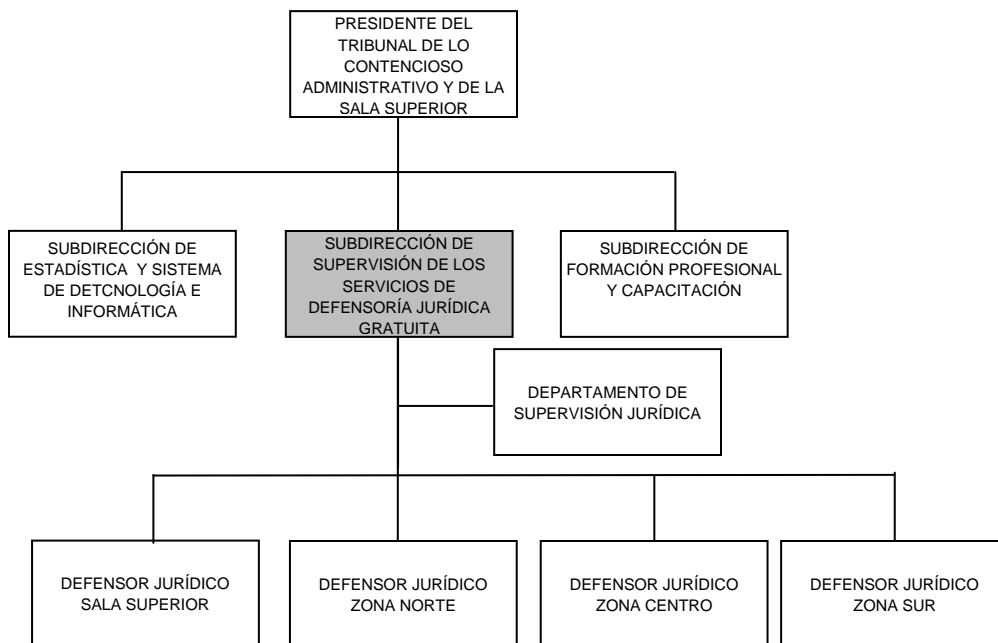 PRESIDENTE DEL
TRIBUNAL DE LO
CONTENCIOSO
ADMINISTRATIVO Y DE LA
SALA SUPERIOR
SUBDIRECCIÓN DE
ESTADÍSTICA Y SISTEMA
DE DETCNOLOGÍA E
INFORMÁTICA
SUBDIRECCIÓN DE
SUPERVISIÓN DE LOS
SERVICIOS DE
DEFENSORÍA JURÍDICA
GRATUITA
SUBDIRECCIÓN DE
FORMACIÓN PROFESIONAL
Y CAPACITACIÓN
DEPARTAMENTO DE
SUPERVISIÓN JURÍDICA
DEFENSOR JURÍDICO
SALA SUPERIOR
DEFENSOR JURÍDICO
ZONA NORTE
DEFENSOR JURÍDICO
ZONA CENTRO
DEFENSOR JURÍDICO
ZONA SUR